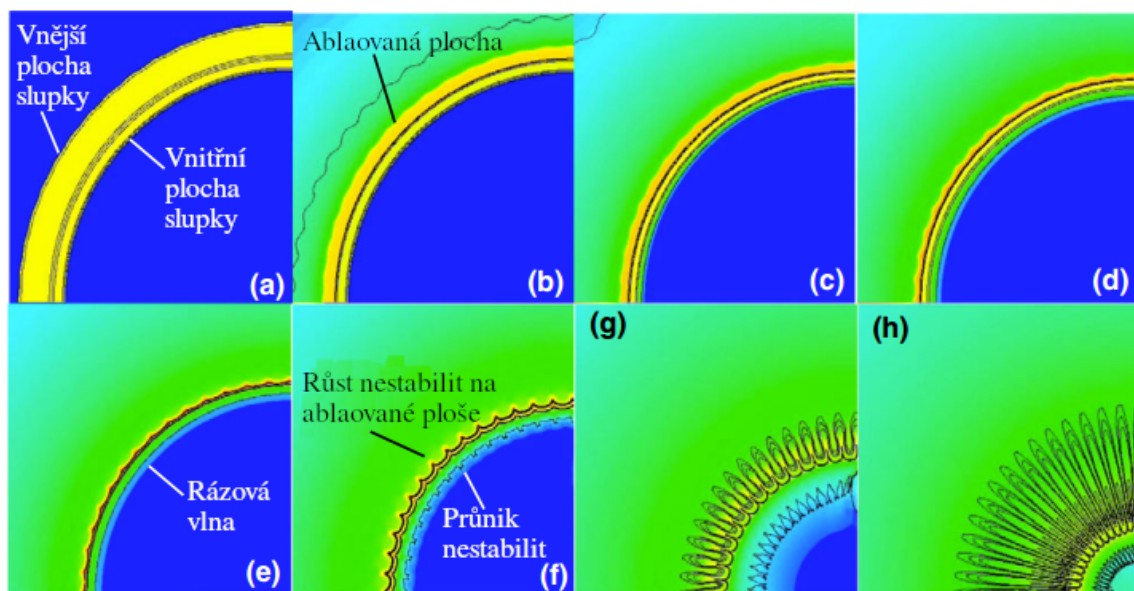 Vnější
plocha
slupky
Vnitřní
plocha
slupky
(a)
Ablaovaná plocha
(b)
(c)
(d)
Rázová
vlna
(e)
Růst nestabilit na
ablaované ploše
Průnik
nestabilit
(f)
(g)
(h)